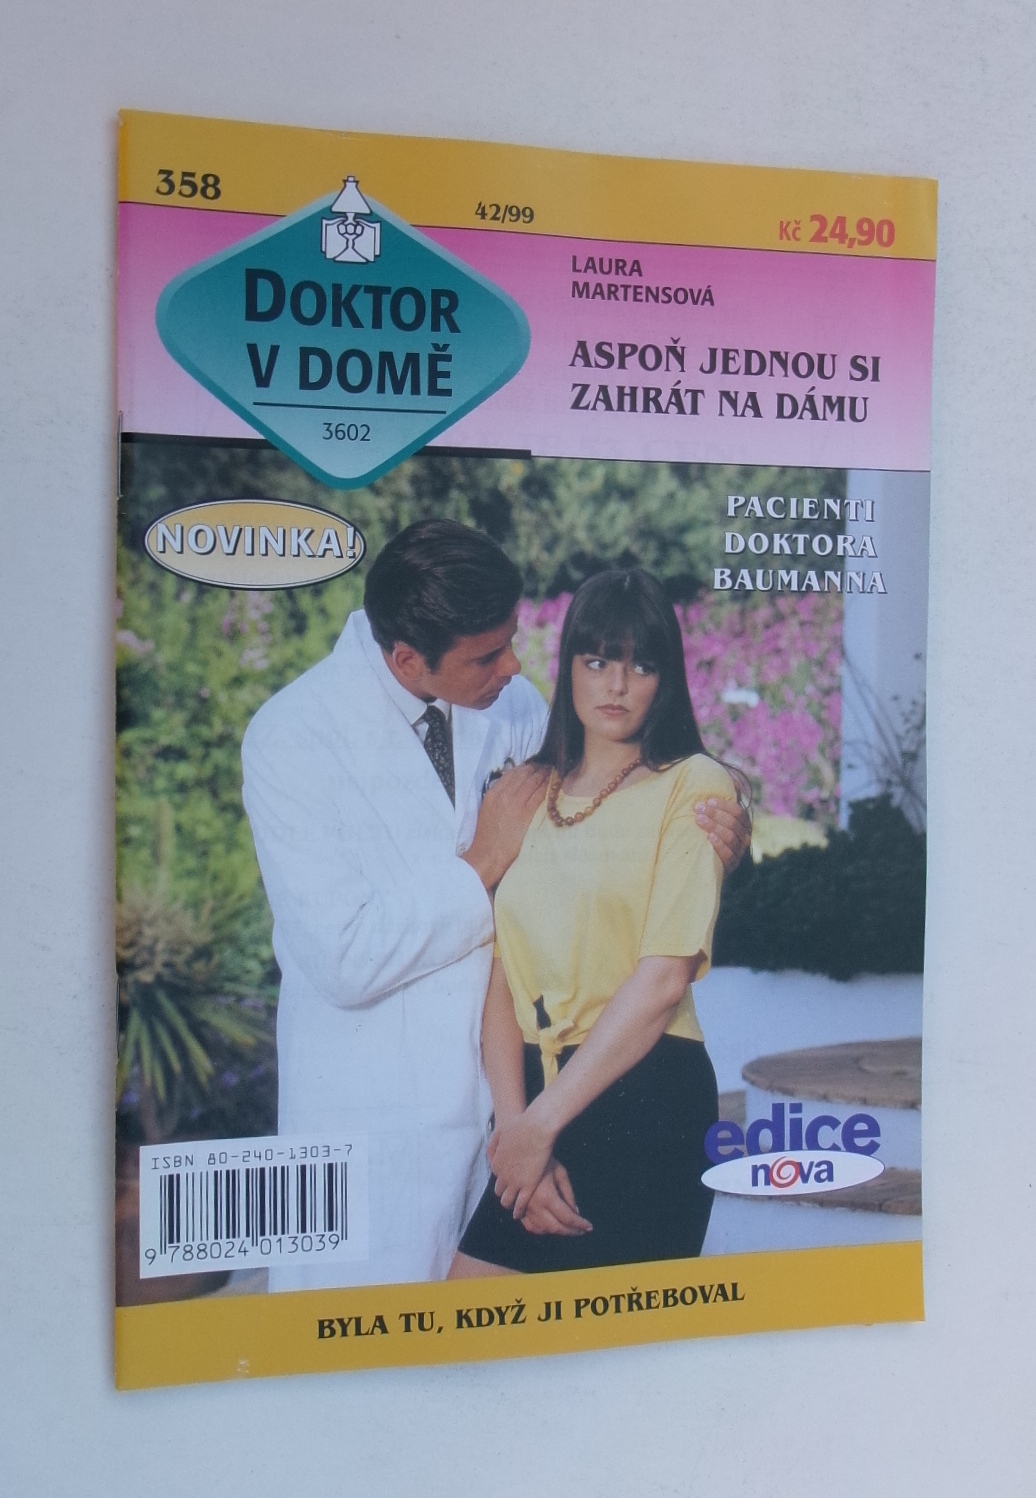 358
42/99
Kč 24,90
DOKTOR
V DOMĚ
3602
LAURA
MARTENSOVÁ
ASPOŇ JEDNOU SI
ZAHRÁT NA DÁMU
NOVINKA!
PACIENTI
DOKTORA
BAUMANNA
edice
nova
ISBN 80-240-1303-7
9 788024 013039
BYLA TU, KDYŽ JI POTŘEBOVAL